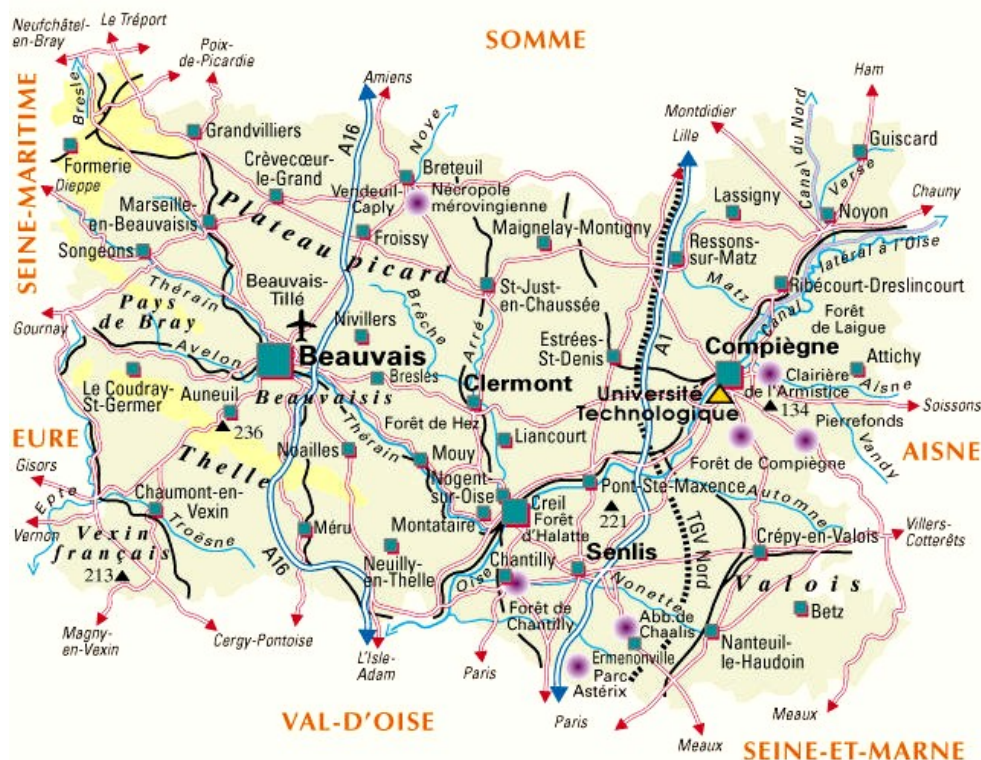 SOMME
SEINE-MARITIME
EURE
AISNE
VAL-D'OISE
SEINE-ET-MARNE
Neufchâtel-
en-Bray
Le Tréport
Poix-
de-Picardie
Amiens
Ham
Montdidier
Lille
Bresle
A16
Noye
Canal du Nord
Guiscard
Verse
Grandvilliers
Formerie
Dieppe
Crèvecœur-
le-Grand
Breteuil
Vendeuil-
Caply
Nécropole
mérovingienne
Lassigny
Noyon
Chauny
Marseille-
en-Beauvaisis
Songeons
Plateau picard
Froissy
Maignelay-Montigny
Ressons-
sur-Matz
Matz
Canal latéral à l'Oise
Ribécourt-Dreslincourt
Thérain
Beauvais-
Tillé
St-Just-
en-Chaussée
Brêche
Arré
Pays
de Bray
Gournay
Nivillers
Forêt
de Laigue
Estrées-
St-Denis
A1
Compiègne
Avelon
Beauvais
Attichy
Aisne
Clairière
de l'Armistice
Bresles
Clermont
Université
Technologique
Le Coudray-
St-Germer
Auneuil
Beauvaisis
134
Soissons
Pierrefonds
Vandy
236
Forêt de Hez
Thérain
Liancourt
Thelle
Noailles
Mouy
Forêt de Compiègne
Gisors
Epte
Nogent-
sur-Oise
Pont-Ste-Maxence
Automne
Chaumont-
en-Vexin
Troësne
Creil
Forêt
d'Halatte
221
Montataire
Méru
Vernon
Vexin
français
213
A16
Neuilly-
en-Thelle
Chantilly
Oise
Senlis
TGV Nord
Crépy-en-Valois
Villers-
Cotterêts
Valois
Nonette
Betz
Forêt de
Chantilly
Abb. de
Chaalis
Nanteuil-
le-Haudoin
Ermenonville
Parc
Astérix
Magny-
en-Vexin
Cergy-Pontoise
L'Isle-
Adam
Paris
Paris
Meaux
Meaux